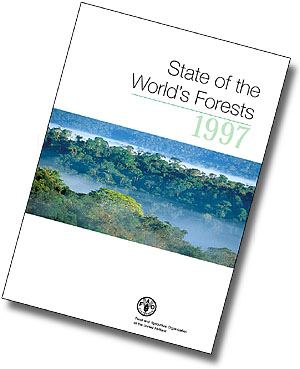 State of the
World's Forests
1997
Food and Agriculture Organization
of the United Nations